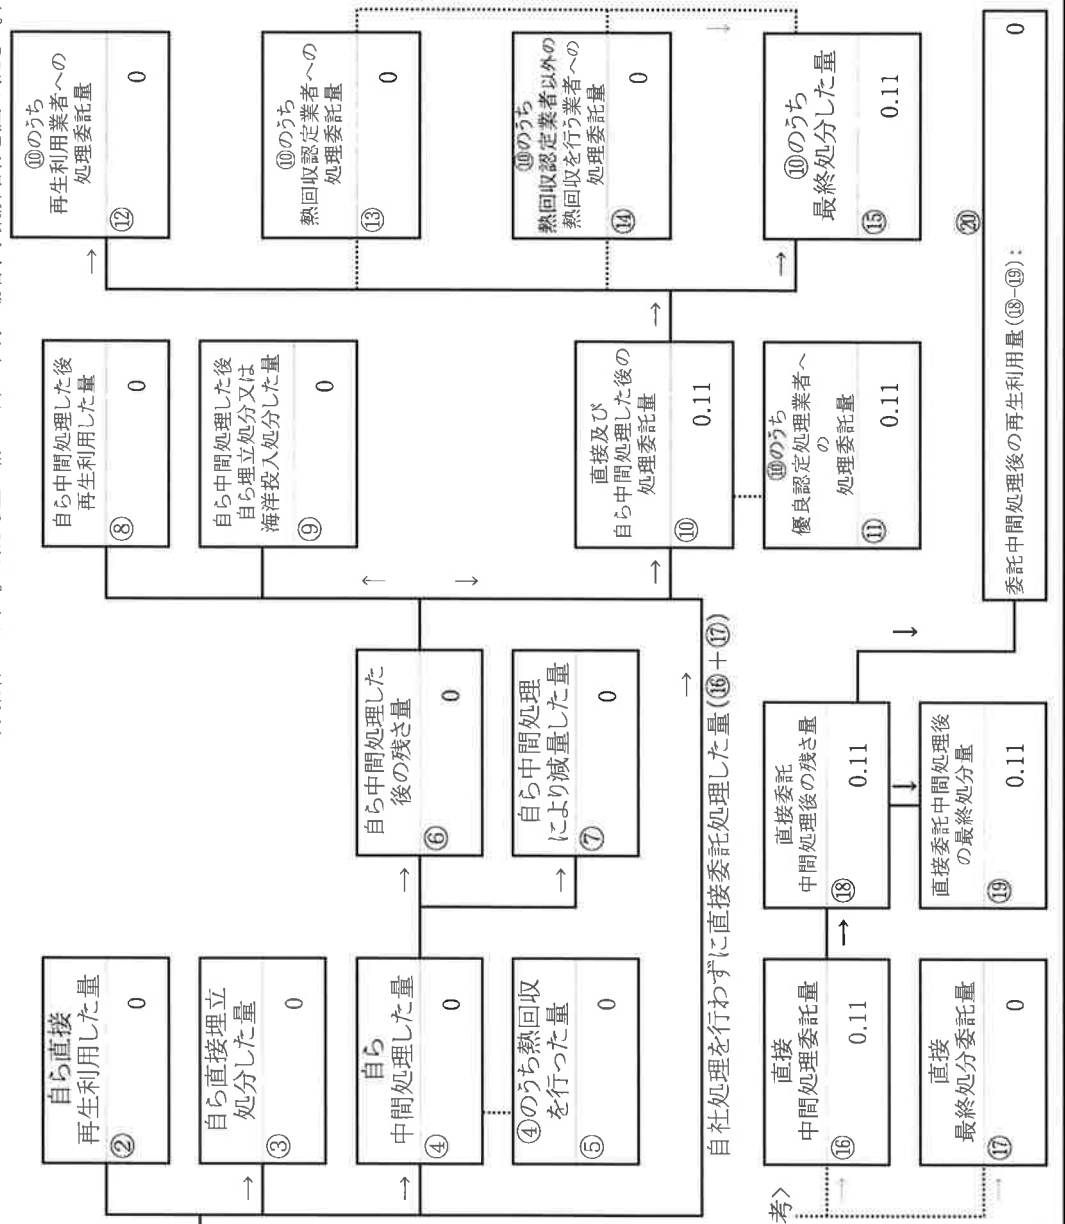 自ら直接
再生利用した量
②
0
自ら直接埋立
処分した量
③
0
自ら
中間処理した量
④
0
④のうち熱回収
を行った量
⑤
0
自ら中間処理した
後の残さ量
⑥
0
自ら中間処理
により減量した量
⑦
0
自ら中間処理した後
再生利用した量
⑧
0
自ら中間処理した後
自ら埋立処分又は
海洋投入処分した量
⑨
0
直接及び
自ら中間処理した後の
処理委託量
⑩
0.11
⑩のうち
優良認定処理業者へ
の
処理委託量
⑪
0.11
⑩のうち
再生利用業者への
処理委託量
⑫
0
⑩のうち
熱回収認定業者への
処理委託量
⑬
0
⑩のうち
熱回収認定業者以外の
熱回収を行う業者への
処理委託量
⑭
0
⑩のうち
最終処分した量
⑮
0.11
自社処理を行わずに直接委託処理した量(⑯+⑰)
考>
直接
中間処理委託量
⑯
0.11
直接
最終処分委託量
⑰
0
直接委託
中間処理後の残さ量
⑱
0.11
直接委託中間処理後
の最終処分量
⑲
0.11
⑳
委託中間処理後の再生利用量(⑱-⑲):
0